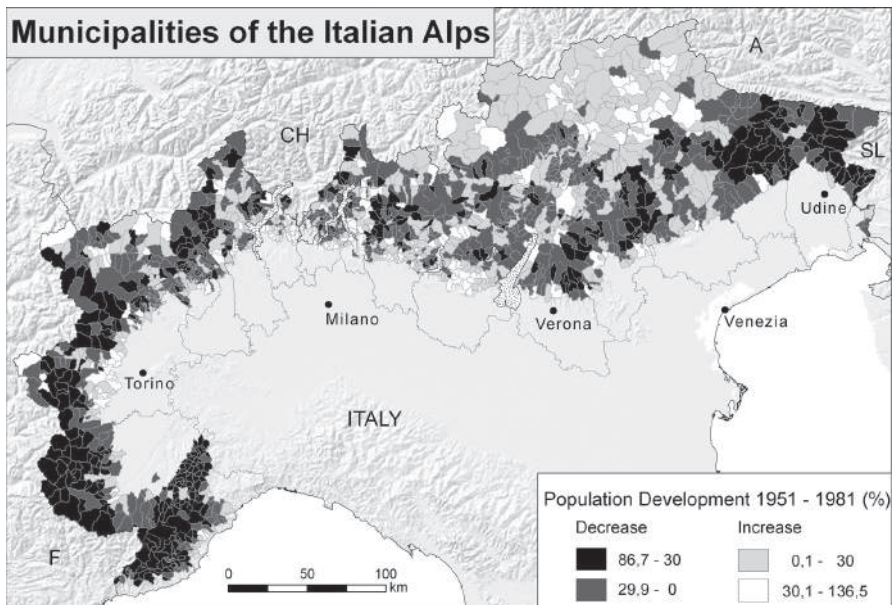 Municipalities of the Italian Alps
A
CH
SL
Udine
Milano
Verona
Venezia
Torino
ITALY
F
0 50 100
km
Population Development 1951 - 1981 (%)
Decrease Increase
86,7 - 30 0,1 - 30
29,9 - 0 30,1 - 136,5